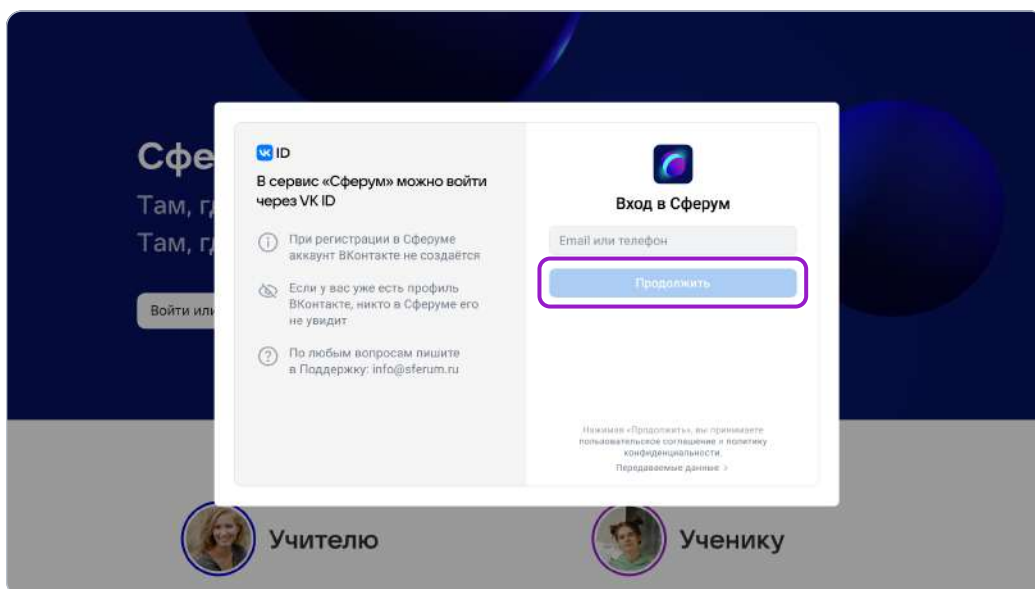 Сфе
Там, г
Там, г
Войти или
VK ID
В сервис «Сферум» можно войти
через VK ID
При регистрации в Сферуме
аккаунт ВКонтакте не создаётся
Если у вас уже есть профиль
ВКонтакте, никто в Сферуме его
не увидит
По любым вопросам пишите
в Поддержку: info@sferum.ru
Вход в Сферум
Email или телефон
Продолжить
Нажимая «Продолжить», вы принимаете
пользовательское соглашение и политику
конфиденциальности.
Передаваемые данные >
Учителю
Ученику